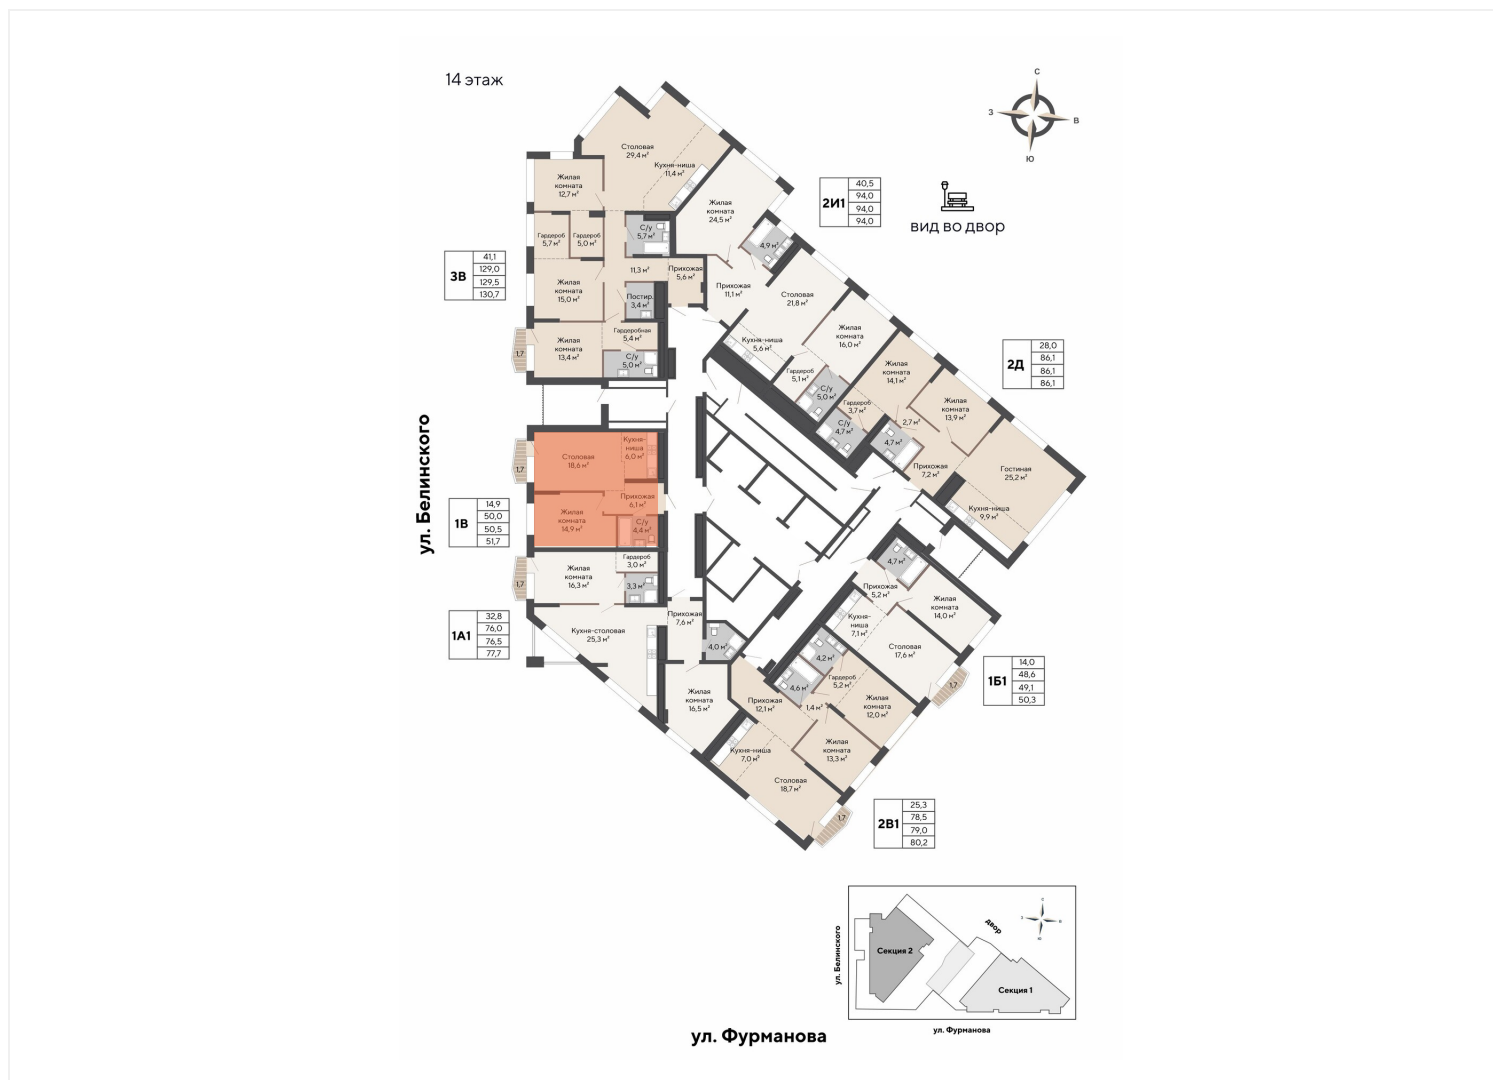 14 этаж
С
З
В
Ю
вид во двор
2И1
40,5
94,0
94,0
94,0
3В
41,1
129,0
129,5
130,7
2Д
28,0
86,1
86,1
86,1
1В
14,9
50,0
50,5
51,7
1А1
32,8
76,0
76,5
77,7
1Б1
14,0
48,6
49,1
50,3
2В1
25,3
78,5
79,0
80,2
Столовая
29,4 м²
Кухня-ниша
11,4 м²
Жилая
комната
12,7 м²
Гардероб
5,7 м²
Гардероб
5,0 м²
С/у
5,7 м²
11,3 м²
Прихожая
5,6 м²
Жилая
комната
15,0 м²
Постир.
3,4 м²
Гардеробная
5,4 м²
Жилая
комната
13,4 м²
С/у
5,0 м²
1,7
Жилая
комната
24,5 м²
4,9 м²
Прихожая
11,1 м²
Столовая
21,8 м²
Кухня-ниша
5,6 м²
Жилая
комната
16,0 м²
Гардероб
5,1 м²
С/у
5,0 м²
Жилая
комната
14,1 м²
Гардероб
3,7 м²
С/у
4,7 м²
2,7 м²
Жилая
комната
13,9 м²
4,7 м²
Прихожая
7,2 м²
Гостиная
25,2 м²
Кухня-ниша
9,9 м²
Столовая
18,6 м²
Кухня-
ниша
6,0 м²
1,7
Прихожая
6,1 м²
Жилая
комната
14,9 м²
С/у
4,4 м²
Гардероб
3,0 м²
Жилая
комната
16,3 м²
3,3 м²
1,7
Кухня-столовая
25,3 м²
Прихожая
7,6 м²
4,0 м²
Жилая
комната
16,5 м²
4,7 м²
Прихожая
5,2 м²
Жилая
комната
14,0 м²
Кухня-
ниша
7,1 м²
Столовая
17,6 м²
1,7
4,2 м²
4,6 м²
Гардероб
5,2 м²
1,4 м²
Прихожая
12,1 м²
Жилая
комната
12,0 м²
Жилая
комната
13,3 м²
Кухня-ниша
7,0 м²
Столовая
18,7 м²
1,7
ул. Белинского
ул. Фурманова
С
З
В
Ю
двор
Секция 2
Секция 1
ул. Белинского
ул. Фурманова